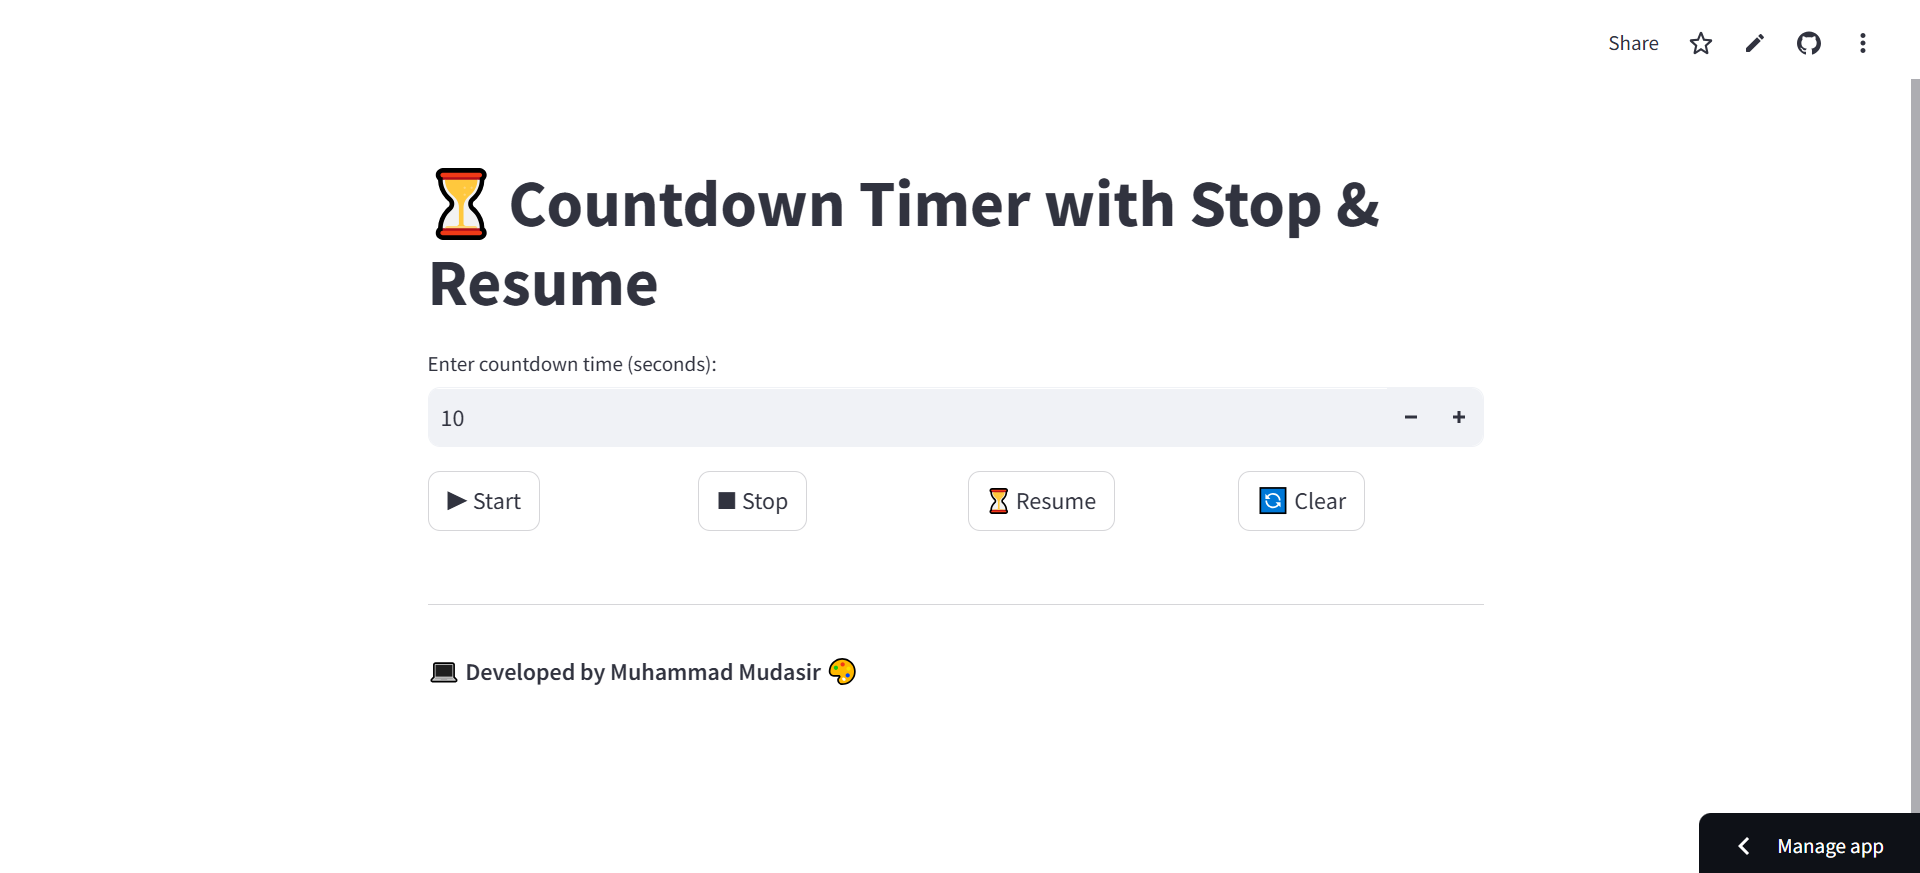 Share
⏳ Countdown Timer with Stop &
Resume
Enter countdown time (seconds):
10 − +
▶ Start ■ Stop ⏳ Resume 🔄 Clear
💻 Developed by Muhammad Mudasir 🎨
Manage app